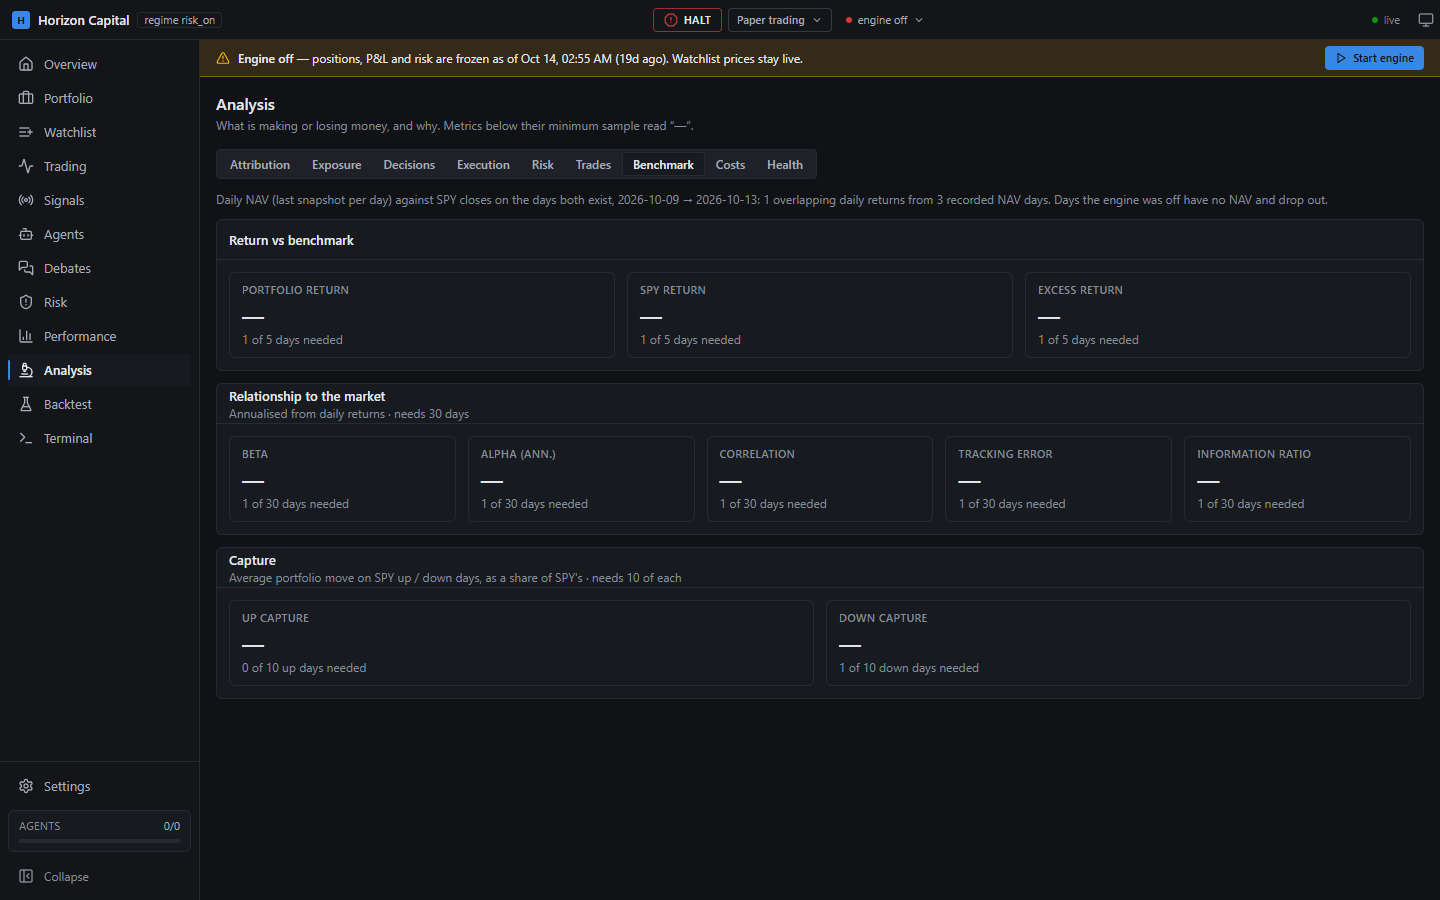 H Horizon Capital regime risk_on HALT Paper trading engine off live
Engine off — positions, P&L and risk are frozen as of Oct 14, 02:55 AM (19d ago). Watchlist prices stay live. Start engine
Overview
Portfolio
Watchlist
Trading
Signals
Agents
Debates
Risk
Performance
Analysis
Backtest
Terminal
Settings
AGENTS 0/0
Collapse
Analysis
What is making or losing money, and why. Metrics below their minimum sample read “—”.
Attribution Exposure Decisions Execution Risk Trades Benchmark Costs Health
Daily NAV (last snapshot per day) against SPY closes on the days both exist, 2026-10-09 → 2026-10-13: 1 overlapping daily returns from 3 recorded NAV days. Days the engine was off have no NAV and drop out.
Return vs benchmark
PORTFOLIO RETURN SPY RETURN EXCESS RETURN
— — —
1 of 5 days needed 1 of 5 days needed 1 of 5 days needed
Relationship to the market
Annualised from daily returns · needs 30 days
BETA ALPHA (ANN.) CORRELATION TRACKING ERROR INFORMATION RATIO
— — — — —
1 of 30 days needed 1 of 30 days needed 1 of 30 days needed 1 of 30 days needed 1 of 30 days needed
Capture
Average portfolio move on SPY up / down days, as a share of SPY's · needs 10 of each
UP CAPTURE DOWN CAPTURE
— —
0 of 10 up days needed 1 of 10 down days needed